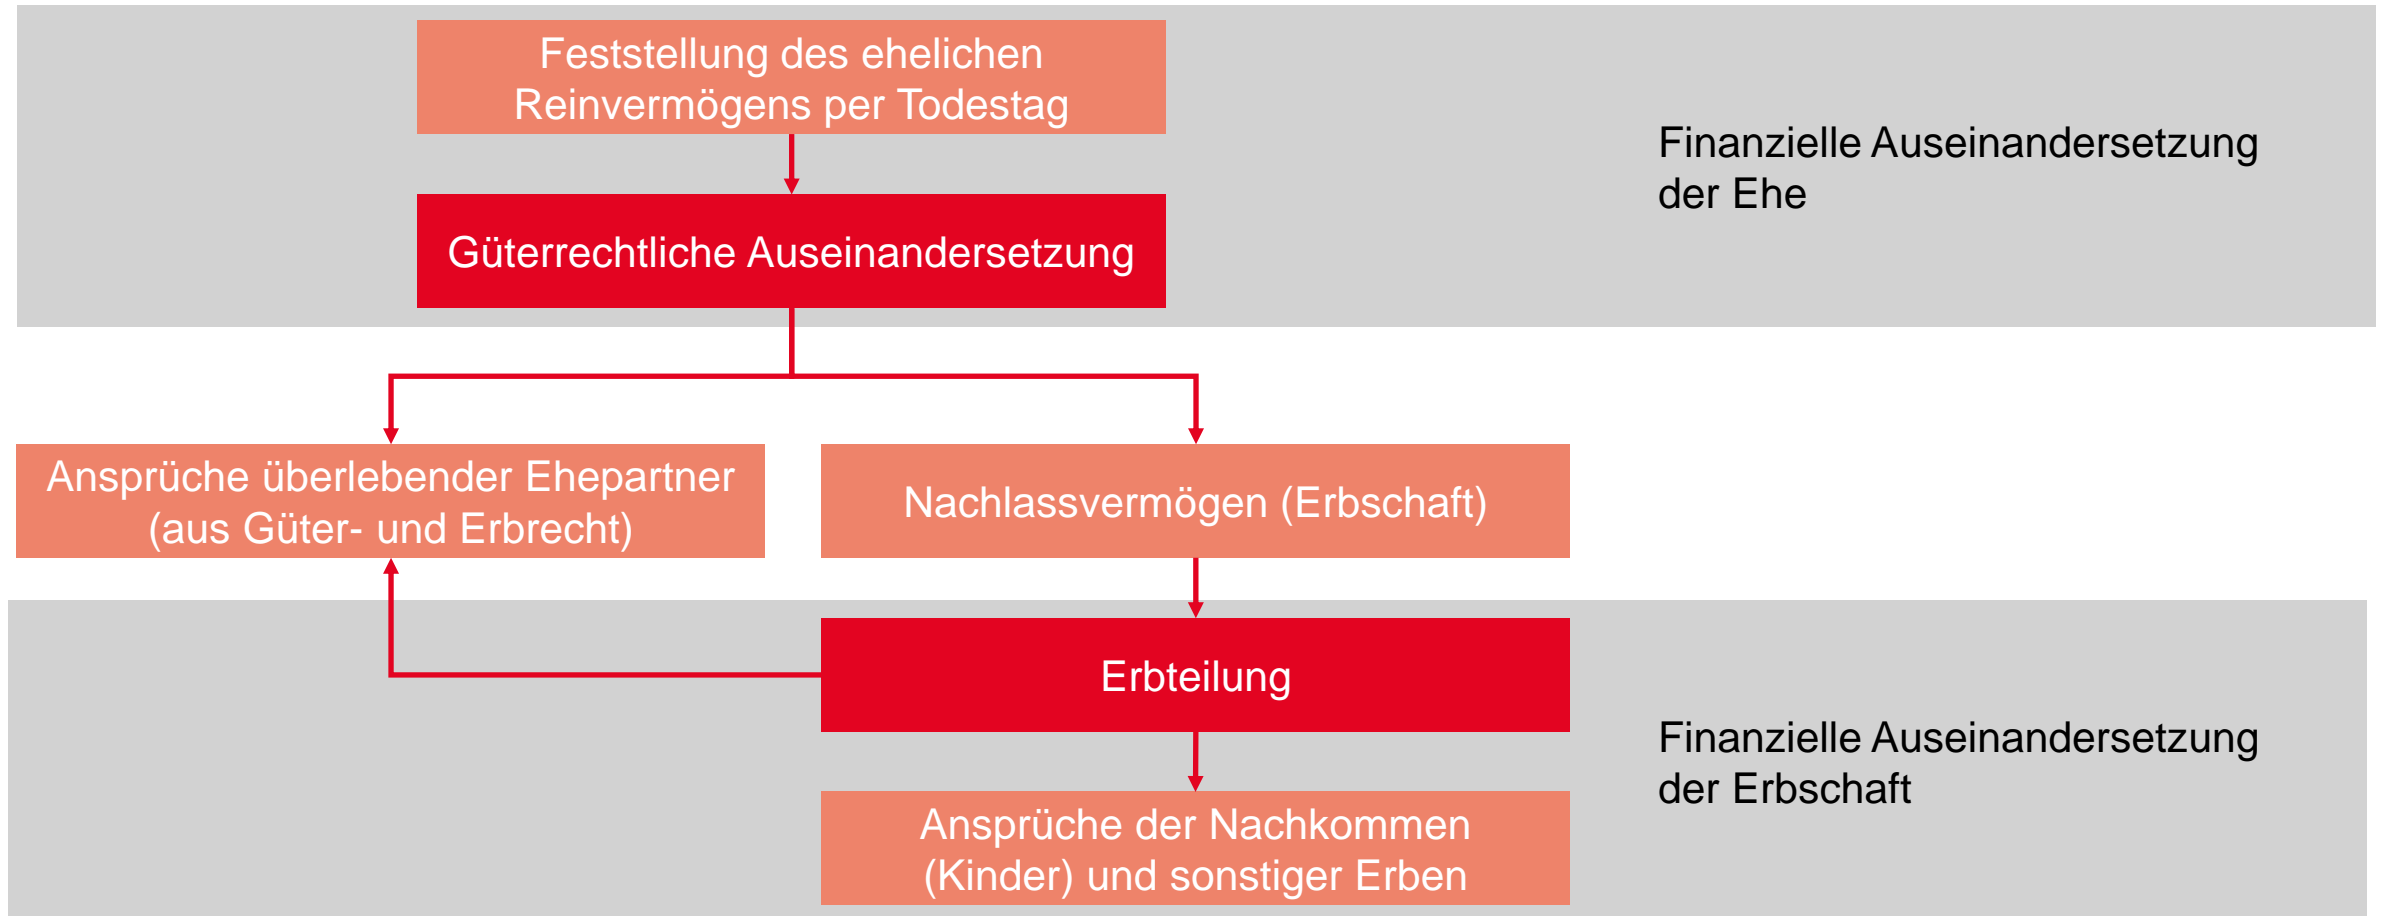 Feststellung des ehelichen
Reinvermögens per Todestag
Finanzielle Auseinandersetzung
der Ehe
Güterrechtliche Auseinandersetzung
Ansprüche überlebender Ehepartner
(aus Güter- und Erbrecht)
Nachlassvermögen (Erbschaft)
Erbteilung
Finanzielle Auseinandersetzung
der Erbschaft
Ansprüche der Nachkommen
(Kinder) und sonstiger Erben